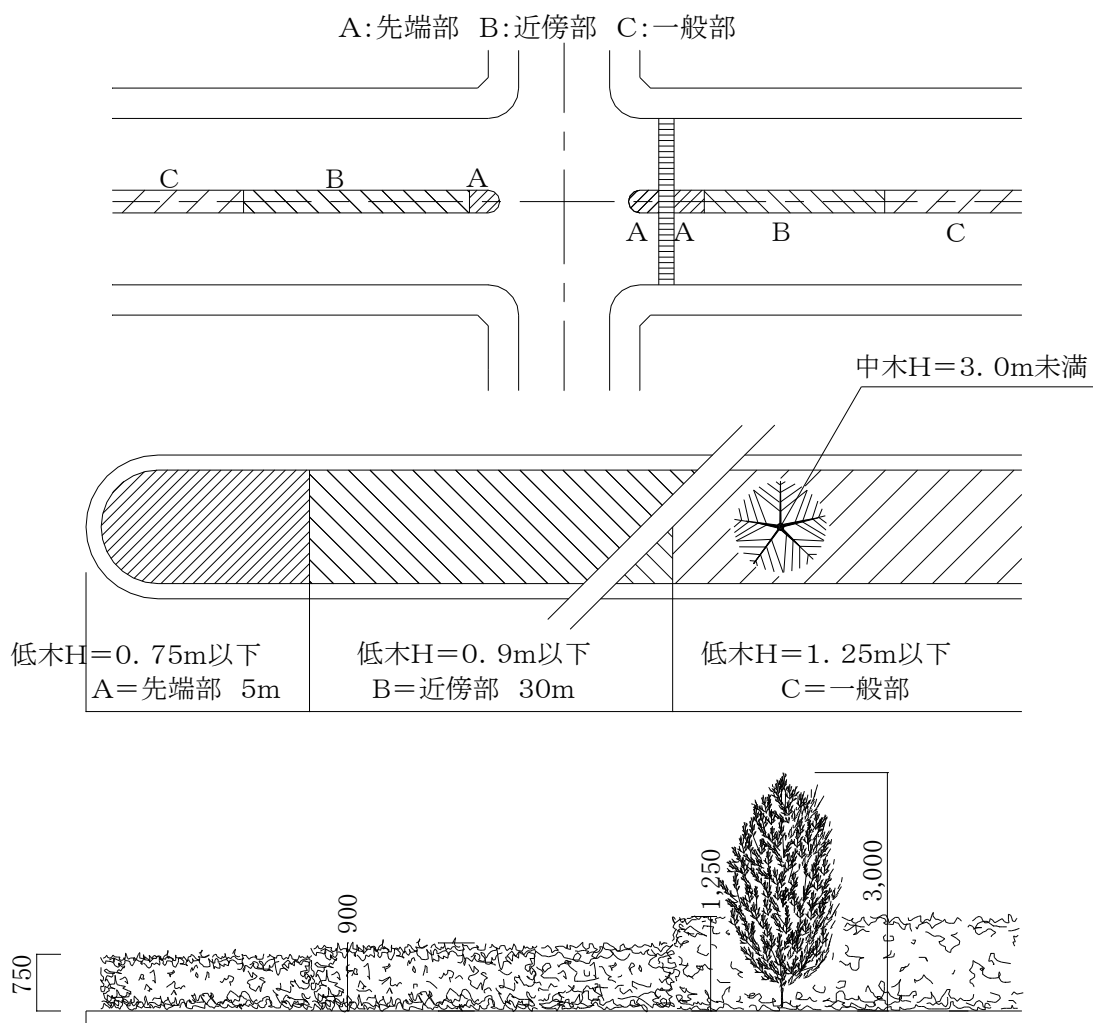 A:先端部 B:近傍部 C:一般部
C
B
A
A
A
B
C
中木H＝3. 0m未満
低木H＝0. 75m以下
A＝先端部 5m
低木H＝0. 9m以下
B＝近傍部 30m
低木H＝1. 25m以下
C＝一般部
750
900
1,250
3,000